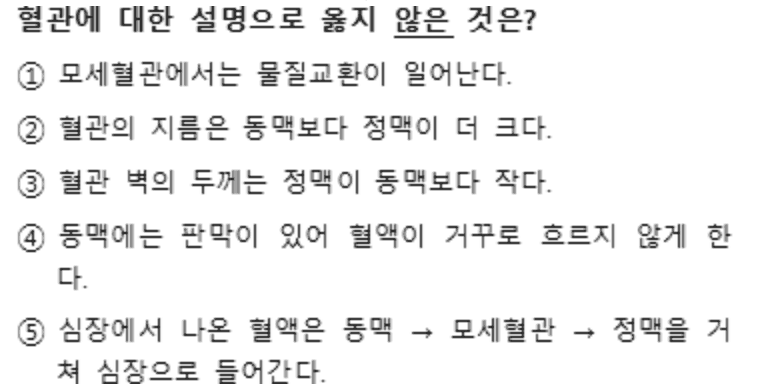 혈관에 대한 설명으로 옳지 않은 것은?
① 모세혈관에서는 물질교환이 일어난다.
② 혈관의 지름은 동맥보다 정맥이 더 크다.
③ 혈관 벽의 두께는 정맥이 동맥보다 작다.
④ 동맥에는 판막이 있어 혈액이 거꾸로 흐르지 않게 한
다.
⑤ 심장에서 나온 혈액은 동맥 → 모세혈관 → 정맥을 거
쳐 심장으로 들어간다.